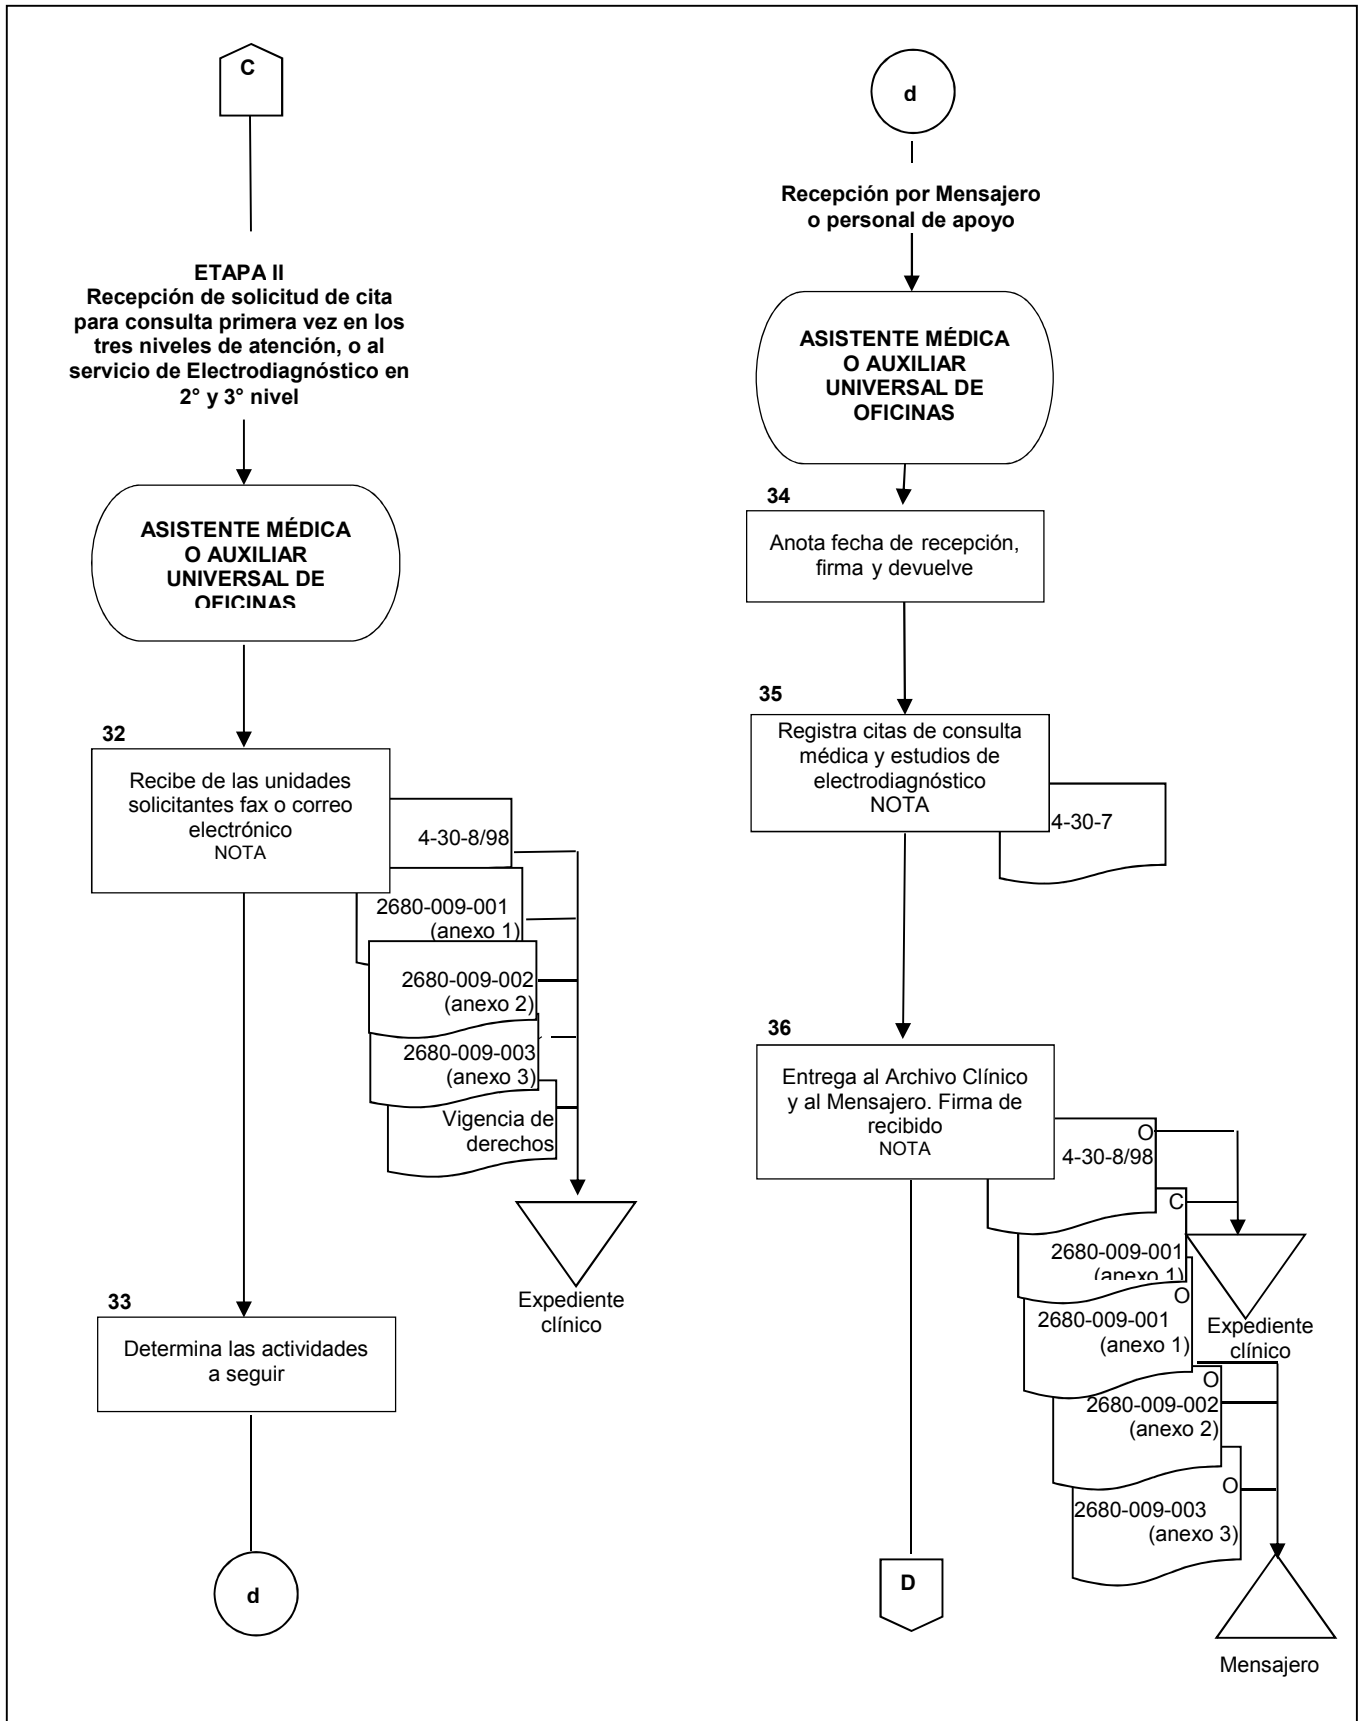 C
ETAPA II
Recepción de solicitud de cita
para consulta primera vez en los
tres niveles de atención, o al
servicio de Electrodiagnóstico en
2° y 3° nivel
ASISTENTE MÉDICA
O AUXILIAR
UNIVERSAL DE
OFICINAS
32
Recibe de las unidades
solicitantes fax o correo
electrónico
NOTA
4-30-8/98
2680-009-001
(anexo 1)
2680-009-002
(anexo 2)
2680-009-003
(anexo 3)
Vigencia de
derechos
Expediente
clínico
33
Determina las actividades
a seguir
d
d
Recepción por Mensajero
o personal de apoyo
ASISTENTE MÉDICA
O AUXILIAR
UNIVERSAL DE
OFICINAS
34
Anota fecha de recepción,
firma y devuelve
35
Registra citas de consulta
médica y estudios de
electrodiagnóstico
NOTA
4-30-7
36
Entrega al Archivo Clínico
y al Mensajero. Firma de
recibido
NOTA
O
4-30-8/98
C
2680-009-001
(anexo 1)
O
2680-009-001
(anexo 1)
Expediente
clínico
O
2680-009-002
(anexo 2)
O
2680-009-003
(anexo 3)
D
Mensajero